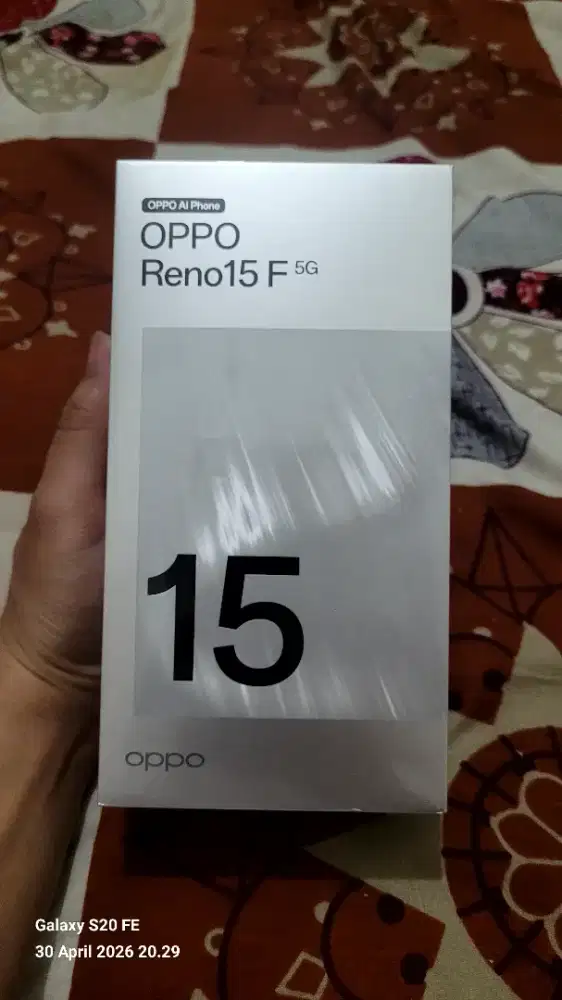 OPPO AI Phone
OPPO
Reno15 F 5G
15
oppo
Galaxy S20 FE
30 April 2026 20.29